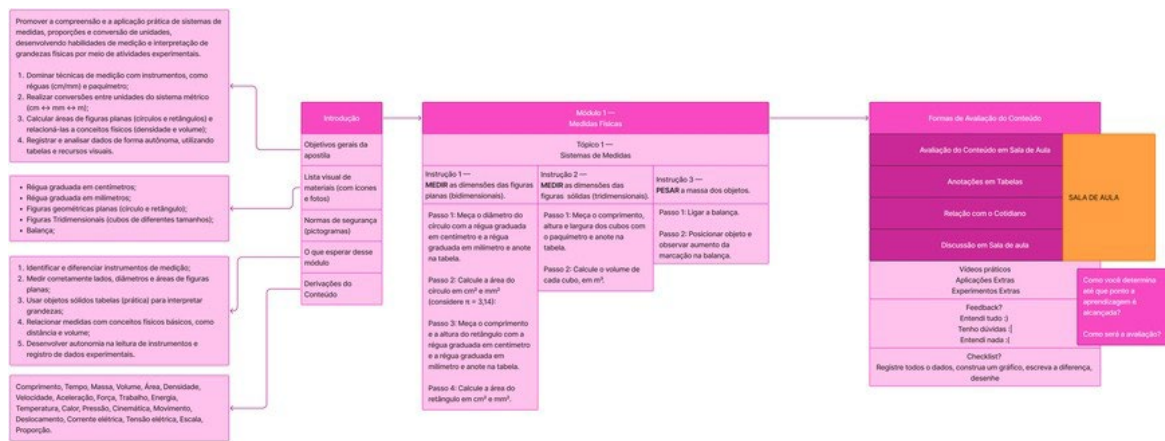 Promover a compreensão e a aplicação prática de sistemas de
medidas, proporções e conversão de unidades,
desenvolvendo habilidades de medição e interpretação de
grandezas físicas por meio de atividades experimentais.
1. Dominar técnicas de medição com instrumentos, como
réguas (cm/mm) e paquímetro;
2. Realizar conversões entre unidades do sistema métrico
(cm ↔ mm ↔ m);
3. Calcular áreas de figuras planas (círculos e retângulos) e
relacioná-las a conceitos físicos (densidade e volume);
4. Registrar e analisar dados de forma autônoma, utilizando
tabelas e recursos visuais.
• Régua graduada em centímetros;
• Régua graduada em milímetros;
• Figuras geométricas planas (círculo e retângulo);
• Figuras Tridimensionais (cubos de diferentes tamanhos);
• Balança;
1. Identificar e diferenciar instrumentos de medição;
2. Medir corretamente lados, diâmetros e áreas de figuras
planas;
3. Usar objetos sólidos tabelas (prática) para interpretar
grandezas;
4. Relacionar medidas com conceitos físicos básicos, como
distância e volume;
5. Desenvolver autonomia na leitura de instrumentos e
registro de dados experimentais.
Comprimento, Tempo, Massa, Volume, Área, Densidade,
Velocidade, Aceleração, Força, Trabalho, Energia,
Temperatura, Calor, Pressão, Cinemática, Movimento,
Deslocamento, Corrente elétrica, Tensão elétrica, Escala,
Proporção.
Introdução
Objetivos gerais da
apostila
Lista visual de
materiais (com ícones
e fotos)
Normas de segurança
(pictogramas)
O que esperar desse
módulo
Derivações do
Conteúdo
Módulo 1 —
Medidas Físicas
Tópico 1 —
Sistemas de Medidas
Instrução 1 —
MEDIR as dimensões das figuras
planas (bidimensionais).
Passo 1: Meça o diâmetro do
círculo com a régua graduada
em centímetro e a régua
graduada em milímetro e anote
na tabela.
Passo 2: Calcule a área do
círculo em cm² e mm²
(considere π = 3,14):
Passo 3: Meça o comprimento
e a altura do retângulo com a
régua graduada em centímetro
e a régua graduada em
milímetro e anote na tabela.
Passo 4: Calcule a área do
retângulo em cm² e mm².
Instrução 2 —
MEDIR as dimensões das
figuras sólidas (tridimensionais).
Passo 1: Meça o comprimento,
altura e largura dos cubos com
o paquímetro e anote na
tabela.
Passo 2: Calcule o volume de
cada cubo, em m³.
Instrução 3 —
PESAR a massa dos objetos.
Passo 1: Ligar a balança.
Passo 2: Posicionar objeto e
observar aumento da
marcação na balança.
Formas de Avaliação do Conteúdo
Avaliação do Conteúdo em Sala de Aula
Anotações em Tabelas
Relação com o Cotidiano
Discussão em Sala de aula
SALA DE AULA
Vídeos práticos
Aplicações Extras
Experimentos Extras
Feedback?
Entendi tudo :)
Tenho dúvidas :|
Entendi nada :(
Checklist?
Registre todos o dados, construa um gráfico, escreva a diferença,
desenhe
Como você determina
até que ponto a
aprendizagem é
alcançada?
Como será a avaliação?